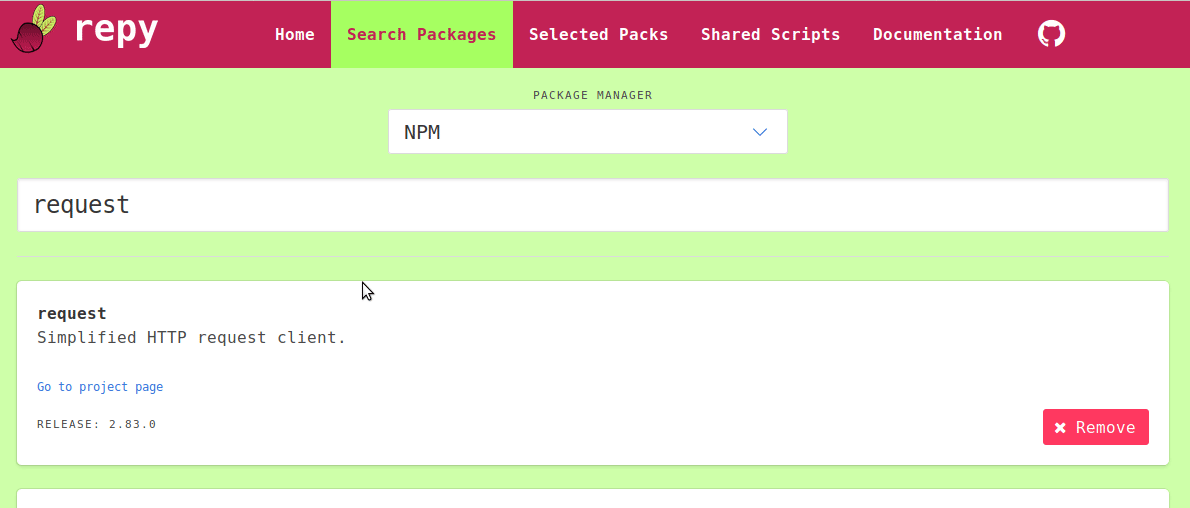 repy
Home Search Packages Selected Packs Shared Scripts Documentation
PACKAGE MANAGER
NPM
request
request
Simplified HTTP request client.
Go to project page
RELEASE: 2.83.0
Remove